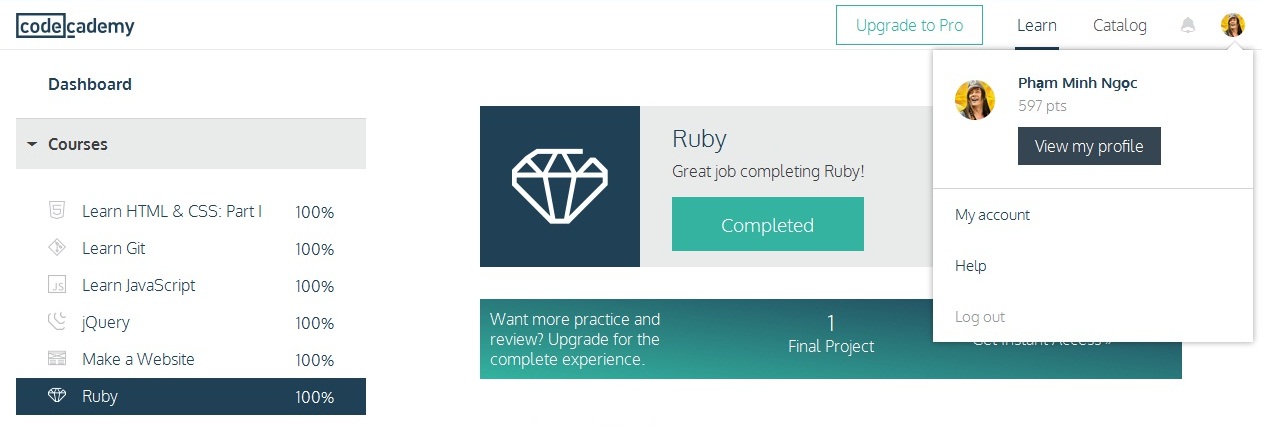 codecademy
Upgrade to Pro
Learn
Catalog
Phạm Minh Ngọc
597 pts
View my profile
My account
Help
Log out
Dashboard
Courses
Learn HTML & CSS: Part I 100%
Learn Git 100%
Learn JavaScript 100%
jQuery 100%
Make a Website 100%
Ruby 100%
Ruby
Great job completing Ruby!
Completed
Want more practice and
review? Upgrade for the
complete experience.
1
Final Project
Get Instant Access »